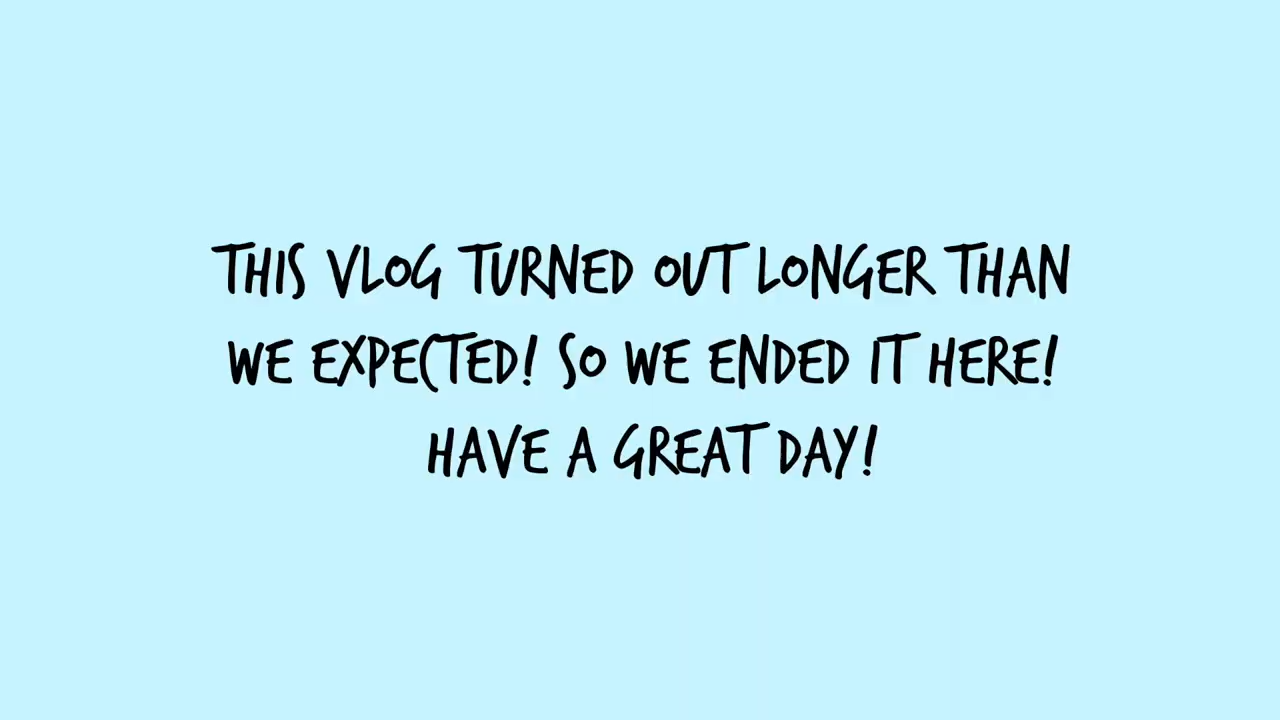 THIS VLOG TURNED OUT LONGER THAN
WE EXPECTED! SO WE ENDED IT HERE!
HAVE A GREAT DAY!